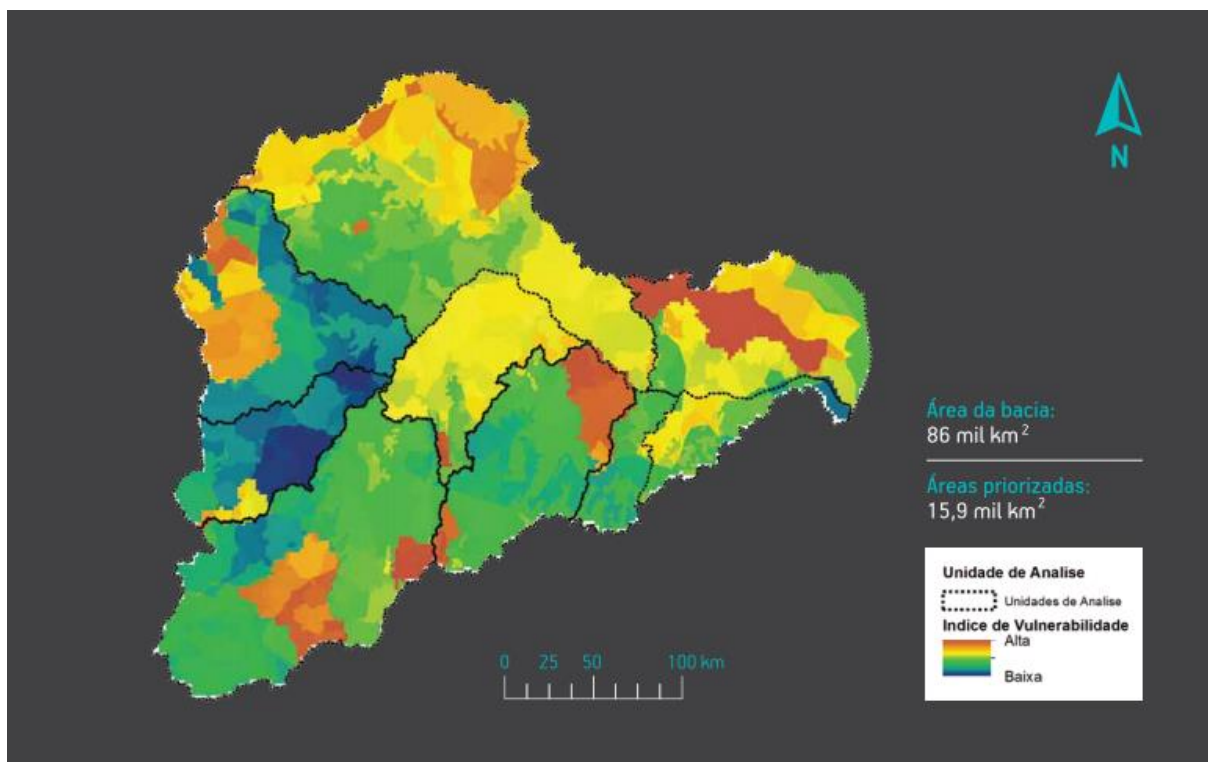 N
Área da bacia:
86 mil km²
Áreas priorizadas:
15,9 mil km²
Unidade de Analise
Unidades de Analise
Indice de Vulnerabilidade
Alta
Baixa
0 25 50 100 km